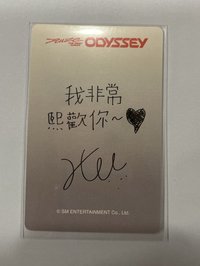 ODYSSEY
我非常
熙歡你~♥
© SM ENTERTAINMENT Co., Ltd.